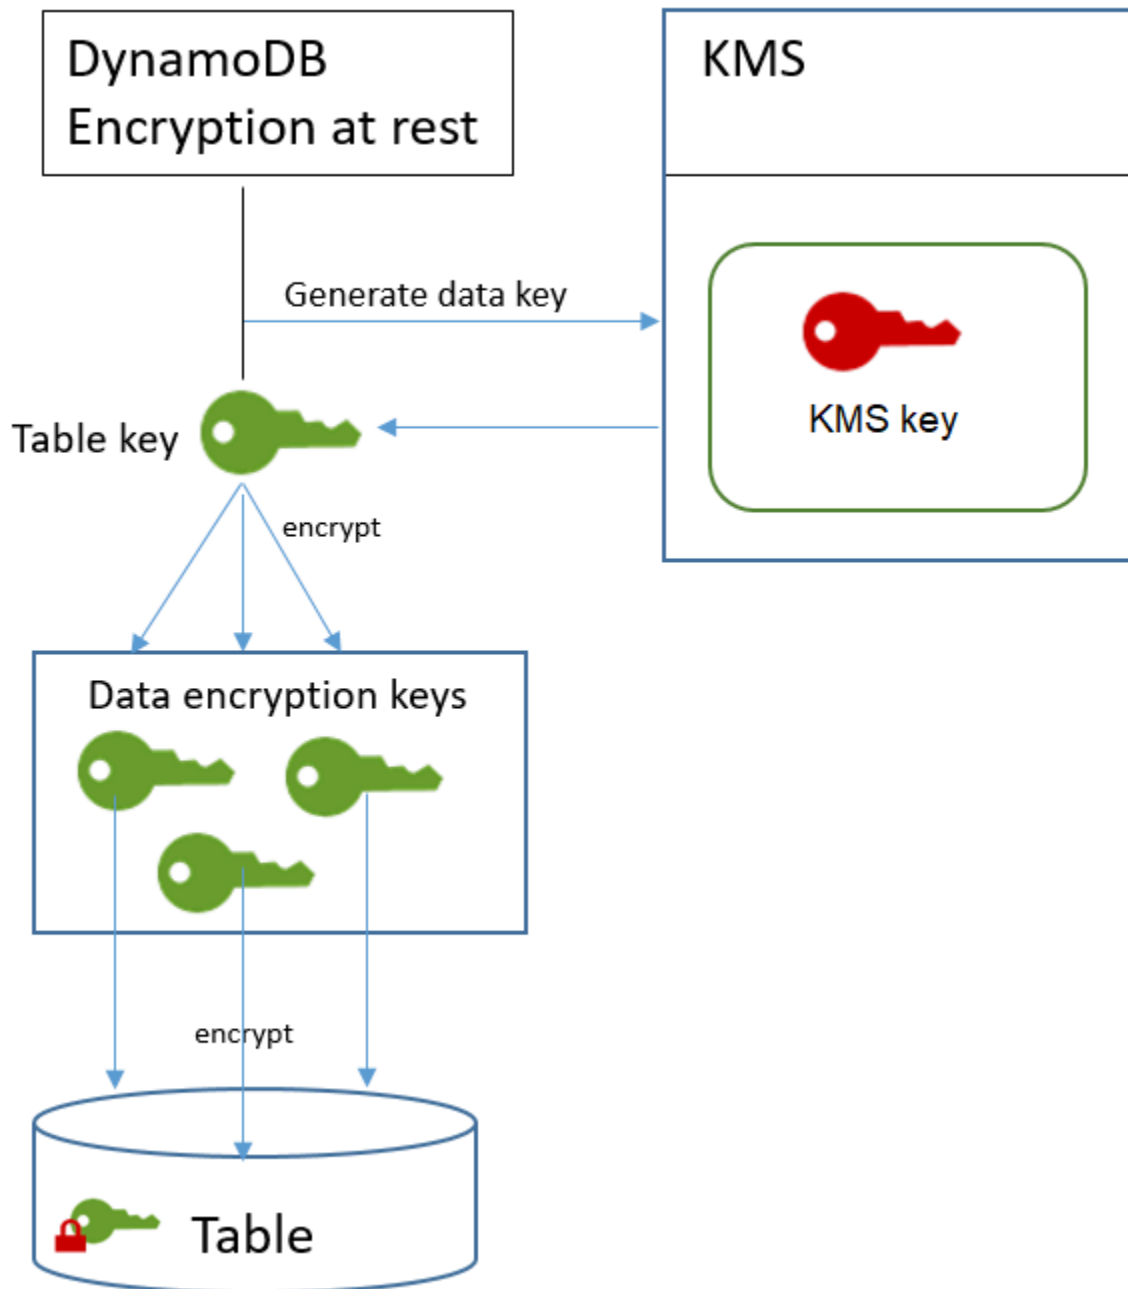 DynamoDB
Encryption at rest
KMS
Generate data key
KMS key
Table key
encrypt
Data encryption keys
encrypt
Table